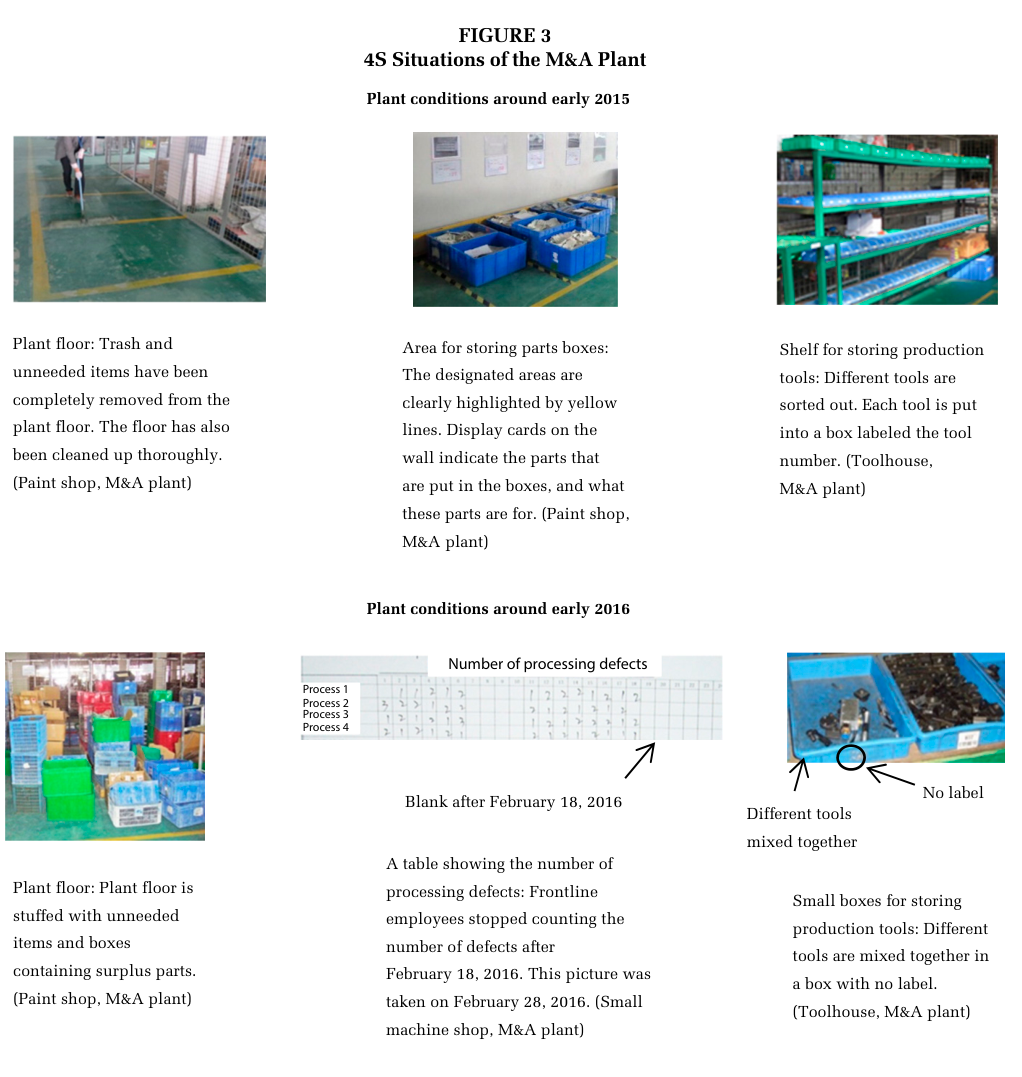 FIGURE 3
4S Situations of the M&A Plant
Plant conditions around early 2015
Plant floor: Trash and
unneeded items have been
completely removed from the
plant floor. The floor has also
been cleaned up thoroughly.
(Paint shop, M&A plant)
Area for storing parts boxes:
The designated areas are
clearly highlighted by yellow
lines. Display cards on the
wall indicate the parts that
are put in the boxes, and what
these parts are for. (Paint shop,
M&A plant)
Shelf for storing production
tools: Different tools are
sorted out. Each tool is put
into a box labeled the tool
number. (Toolhouse,
M&A plant)
Plant conditions around early 2016
Number of processing defects
Process 1
Process 2
Process 3
Process 4
Blank after February 18, 2016
No label
Different tools
mixed together
Plant floor: Plant floor is
stuffed with unneeded
items and boxes
containing surplus parts.
(Paint shop, M&A plant)
A table showing the number of
processing defects: Frontline
employees stopped counting the
number of defects after
February 18, 2016. This picture was
taken on February 28, 2016. (Small
machine shop, M&A plant)
Small boxes for storing
production tools: Different
tools are mixed together in
a box with no label.
(Toolhouse, M&A plant)